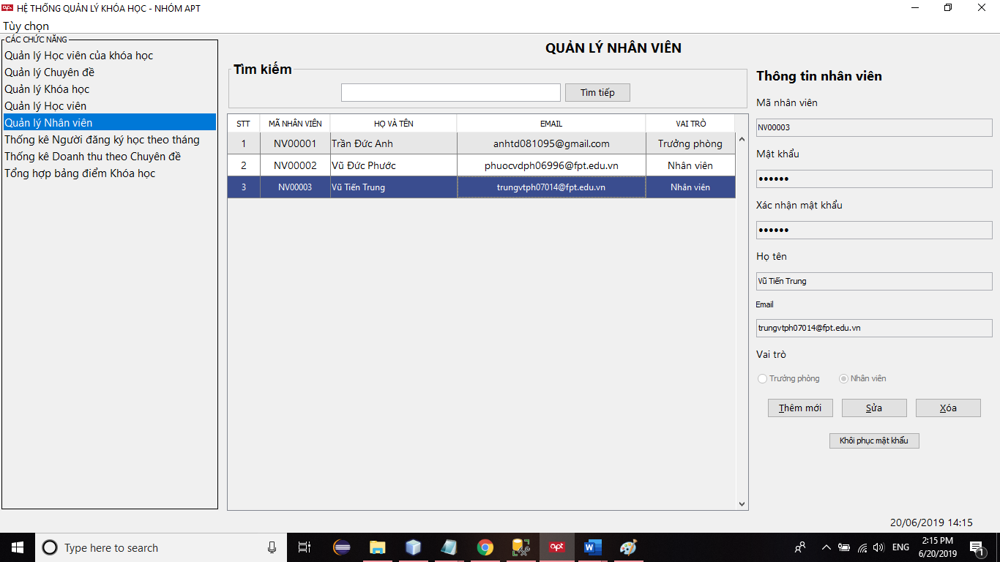 apt HỆ THỐNG QUẢN LÝ KHÓA HỌC - NHÓM APT
Tùy chọn
CÁC CHỨC NĂNG
Quản lý Học viên của khóa học
Quản lý Chuyên đề
Quản lý Khóa học
Quản lý Học viên
Quản lý Nhân viên
Thống kê Người đăng ký học theo tháng
Thống kê Doanh thu theo Chuyên đề
Tổng hợp bảng điểm Khóa học
QUẢN LÝ NHÂN VIÊN
Tìm kiếm
Tìm tiếp
STT MÃ NHÂN VIÊN HỌ VÀ TÊN EMAIL VAI TRÒ
1 NV00001 Trần Đức Anh anhtd081095@gmail.com Trưởng phòng
2 NV00002 Vũ Đức Phước phuocvdph06996@fpt.edu.vn Nhân viên
3 NV00003 Vũ Tiến Trung trungvtph07014@fpt.edu.vn Nhân viên
Thông tin nhân viên
Mã nhân viên
NV00003
Mật khẩu
••••••
Xác nhận mật khẩu
••••••
Họ tên
Vũ Tiến Trung
Email
trungvtph07014@fpt.edu.vn
Vai trò
Trưởng phòng Nhân viên
Thêm mới Sửa Xóa
Khôi phục mật khẩu
20/06/2019 14:15
Type here to search
apt
W
ENG
2:15 PM
6/20/2019
1